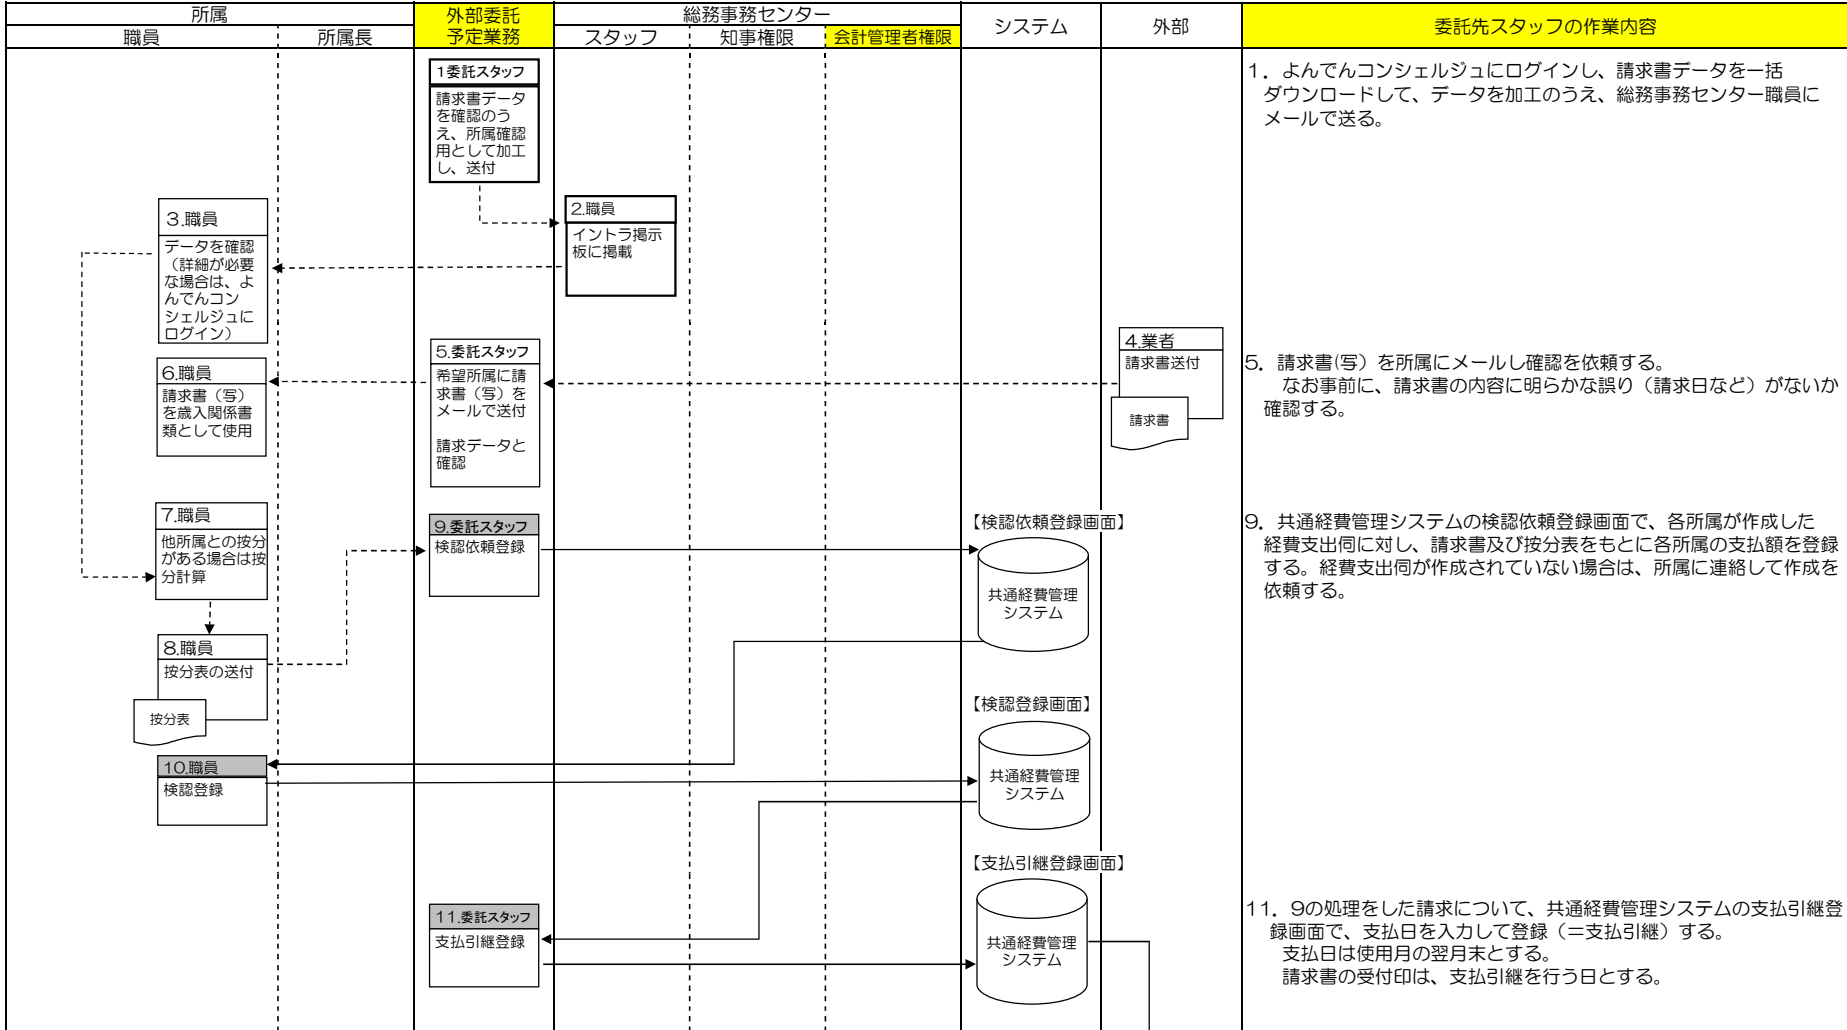 所属
外部委託
予定業務
総務事務センター
システム
外部
委託先スタッフの作業内容
職員
所属長
スタッフ
知事権限
会計管理者権限
1委託スタッフ
請求書データ
を確認のう
え、所属確認
用として加工
し、送付
1．よんでんコンシェルジュにログインし、請求書データを一括
ダウンロードして、データを加工のうえ、総務事務センター職員に
メールで送る。
2.職員
イントラ掲示
板に掲載
3.職員
データを確認
（詳細が必要
な場合は、よ
んでんコン
シェルジュに
ログイン）
4.業者
請求書送付
請求書
5.委託スタッフ
希望所属に請
求書（写）を
メールで送付
請求データと
確認
5．請求書(写）を所属にメールし確認を依頼する。
なお事前に、請求書の内容に明らかな誤り（請求日など）がないか
確認する。
6.職員
請求書（写）
を歳入関係書
類として使用
7.職員
他所属との按分
がある場合は按
分計算
8.職員
按分表の送付
按分表
9.委託スタッフ
検認依頼登録
【検認依頼登録画面】
共通経費管理
システム
9．共通経費管理システムの検認依頼登録画面で、各所属が作成した
経費支出伺に対し、請求書及び按分表をもとに各所属の支払額を登録
する。経費支出伺が作成されていない場合は、所属に連絡して作成を
依頼する。
10.職員
検認登録
【検認登録画面】
共通経費管理
システム
【支払引継登録画面】
共通経費管理
システム
11.委託スタッフ
支払引継登録
11．9の処理をした請求について、共通経費管理システムの支払引継登
録画面で、支払日を入力して登録（＝支払引継）する。
支払日は使用月の翌月末とする。
請求書の受付印は、支払引継を行う日とする。